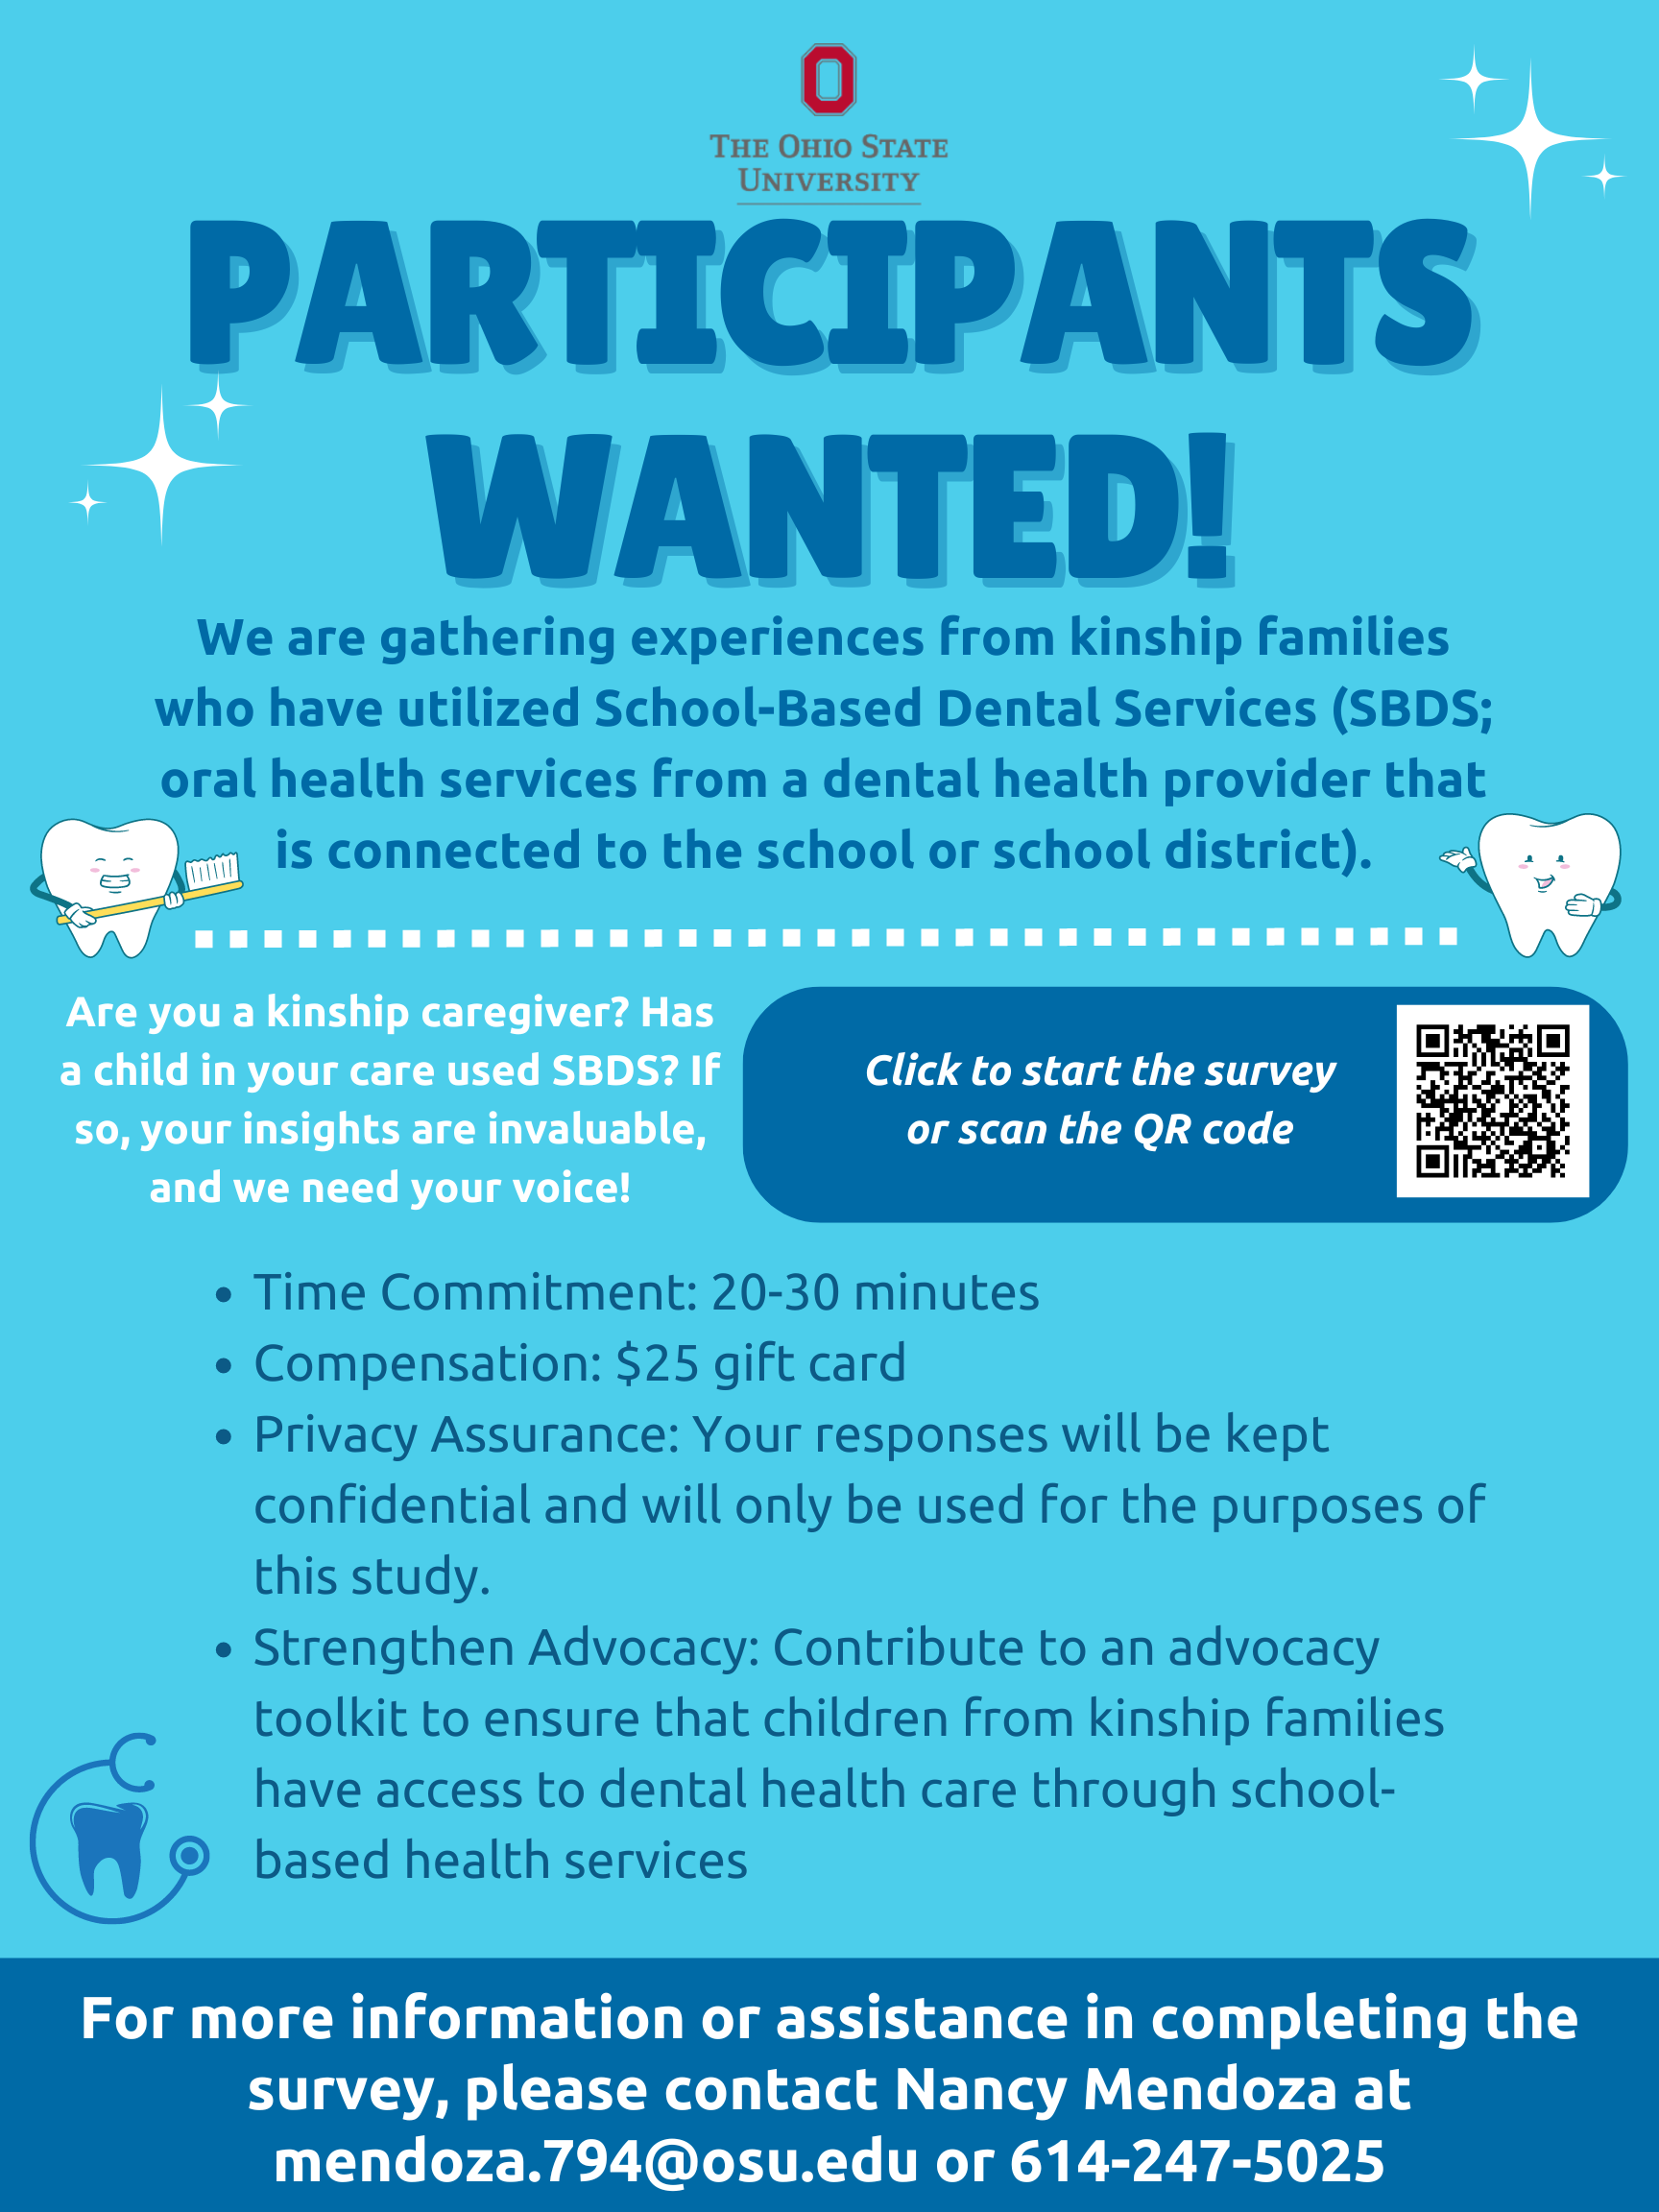 THE OHIO STATE
UNIVERSITY
PARTICIPANTS
WANTED!
We are gathering experiences from kinship families
who have utilized School-Based Dental Services (SBDS;
oral health services from a dental health provider that
is connected to the school or school district).
Are you a kinship caregiver? Has
a child in your care used SBDS? If
so, your insights are invaluable,
and we need your voice!
Click to start the survey
or scan the QR code
• Time Commitment: 20-30 minutes
• Compensation: $25 gift card
• Privacy Assurance: Your responses will be kept
confidential and will only be used for the purposes of
this study.
• Strengthen Advocacy: Contribute to an advocacy
toolkit to ensure that children from kinship families
have access to dental health care through school-
based health services
For more information or assistance in completing the
survey, please contact Nancy Mendoza at
mendoza.794@osu.edu or 614-247-5025